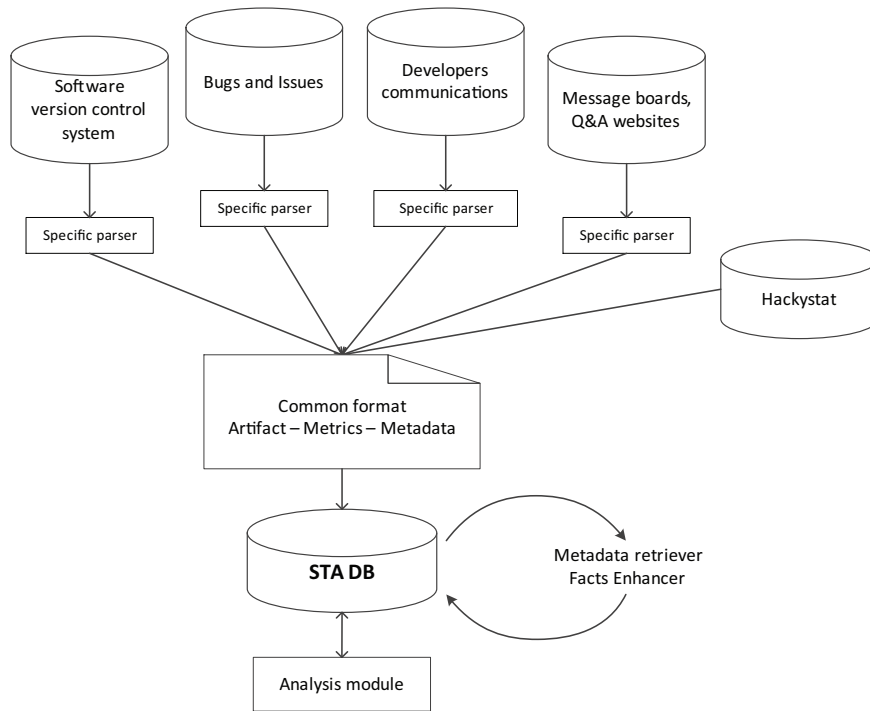 Software
version control
system
Bugs and Issues
Developers
communications
Message boards,
Q&A websites
Specific parser
Specific parser
Specific parser
Specific parser
Hackystat
Common format
Artifact – Metrics – Metadata
STA DB
Metadata retriever
Facts Enhancer
Analysis module